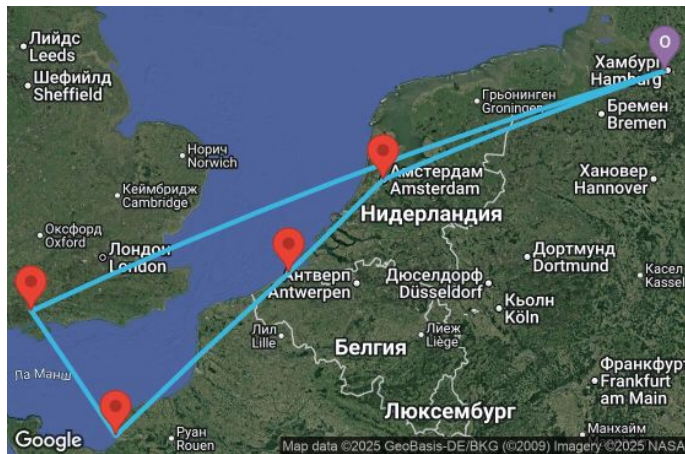 Лийдс
Leeds
Шефийлд
Sheffield
Норич
Norwich
Кеймбридж
Cambridge
Оксфорд
Oxford
Лондон
London
Ла Манш
O
Хамбург
Hamburg
Грьонинген
Groningen
Бремен
Bremen
Амстердам
Amsterdam
Хановер
Hannover
Нидерландия
Дортмунд
Dortmund
Антверп
Antwerpen
Дюселдорф
Düsseldorf
Касел
Kassel
Кьолн
Köln
Лил
Lille
Лиеж
Liège
Белгия
Франкфурт
Frankfurt
am Main
Люксембург
Руан
Rouen
Манхайм
Google
Map data ©2025 GeoBasis-DE/BKG (©2009) Imagery ©2025 NASA